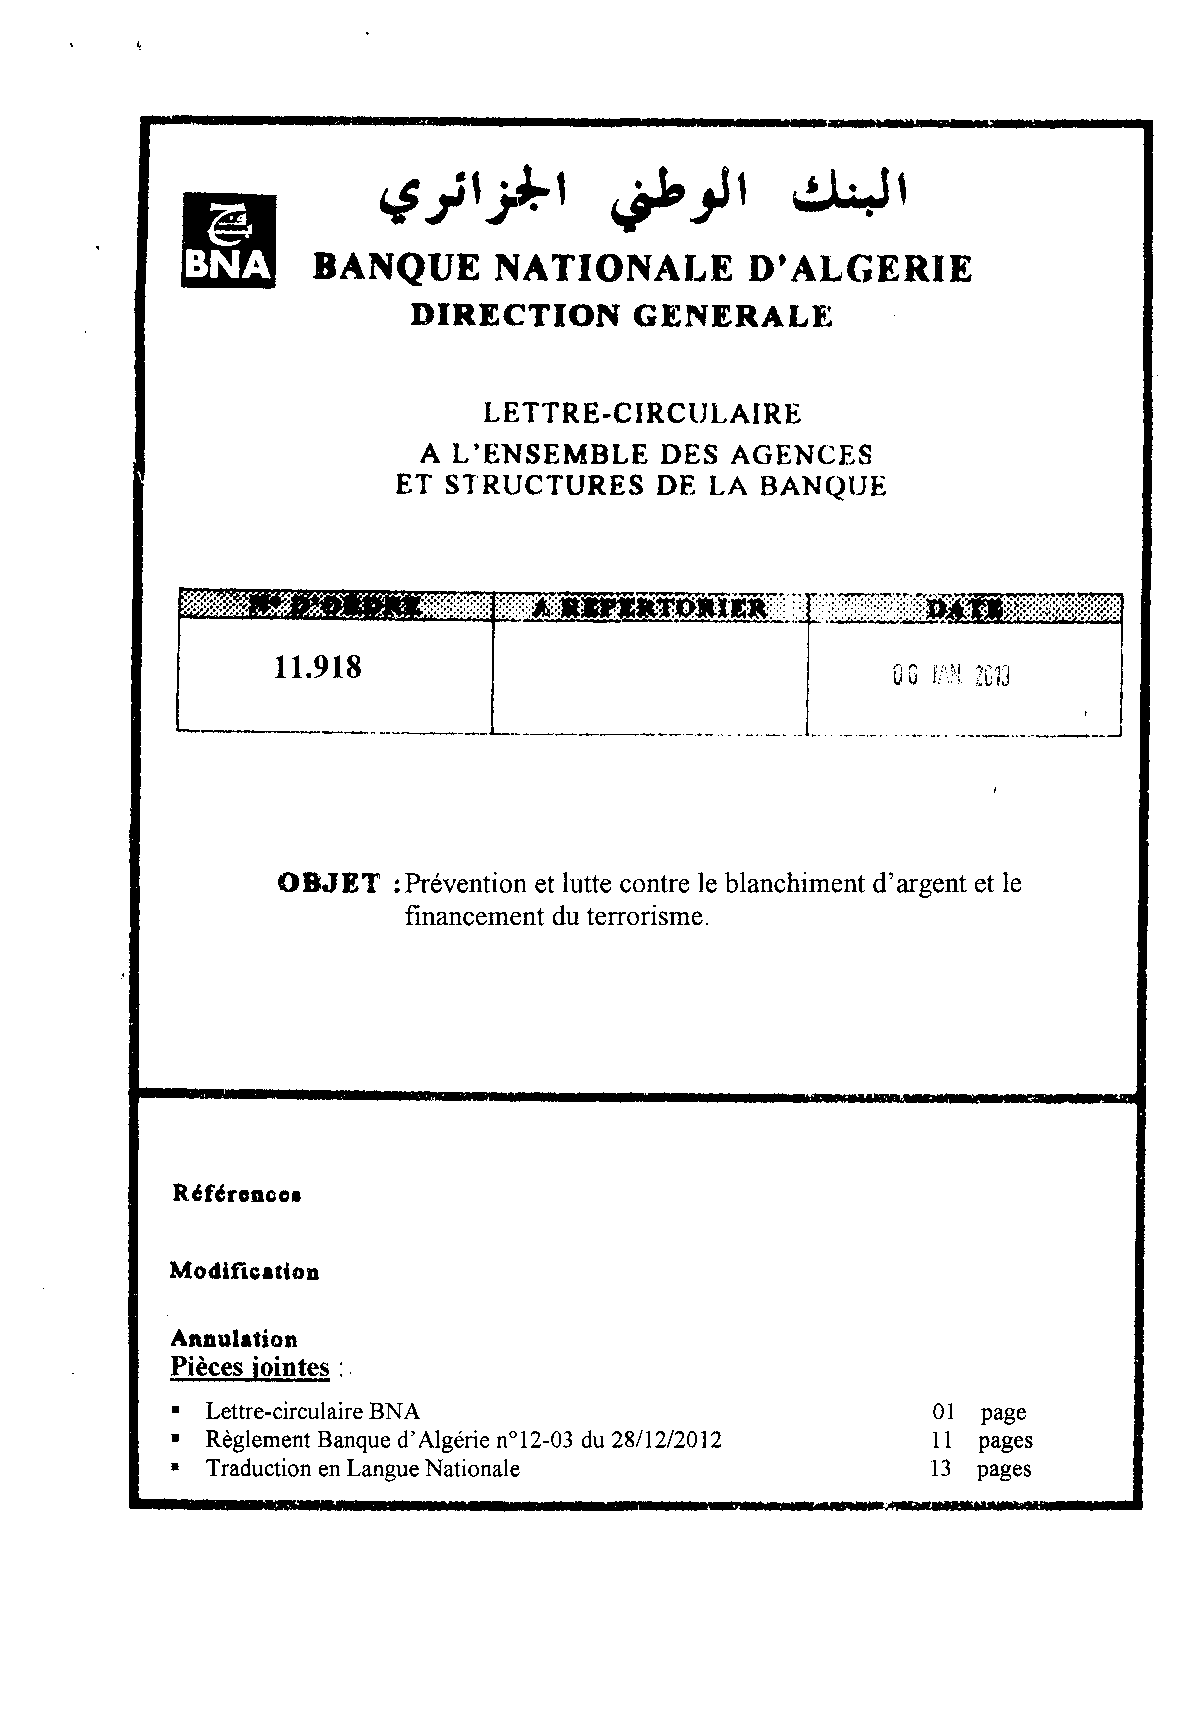 البنك الوطني الجزائري
BNA
BANQUE NATIONALE D'ALGERIE
DIRECTION GENERALE
LETTRE-CIRCULAIRE
A L'ENSEMBLE DES AGENCES
ET STRUCTURES DE LA BANQUE
N° D'ORDRE A REPERTORIER DATE
11.918 06 JAN. 2013
OBJET : Prévention et lutte contre le blanchiment d'argent et le
financement du terrorisme.
Références
Modification
Annulation
Pièces jointes :
▪ Lettre-circulaire BNA 01 page
▪ Règlement Banque d'Algérie n°12-03 du 28/12/2012 11 pages
▪ Traduction en Langue Nationale 13 pages